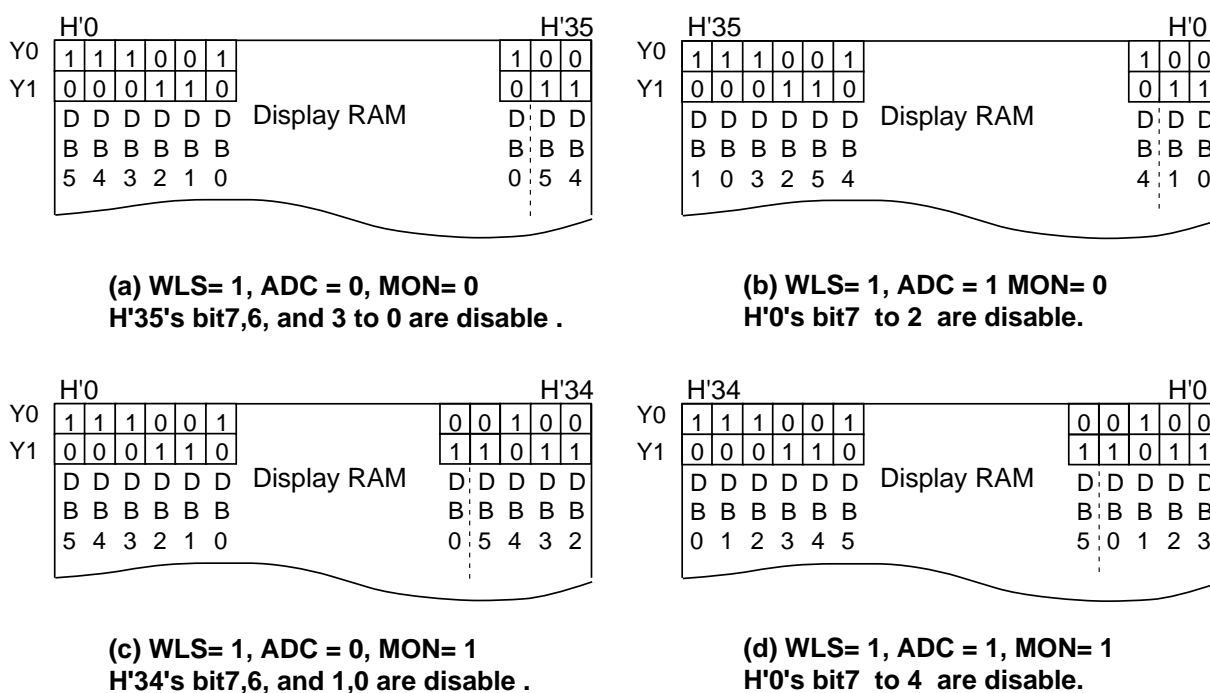 H'0 H'35
Y0 1 1 1 0 0 1 1 0 0
Y1 0 0 0 1 1 0 0 1 1
Display RAM
D D D D D D D D D
B B B B B B B B B
5 4 3 2 1 0 0 5 4
(a) WLS= 1, ADC = 0, MON= 0
H'35's bit7,6, and 3 to 0 are disable .
H'35 H'0
Y0 1 1 1 0 0 1 1 0 0
Y1 0 0 0 1 1 0 0 1 1
Display RAM
D D D D D D D D D
B B B B B B B B B
1 0 3 2 5 4 4 1 0
(b) WLS= 1, ADC = 1 MON= 0
H'0's bit7 to 2 are disable.
H'0 H'34
Y0 1 1 1 0 0 1 0 0 1 0 0
Y1 0 0 0 1 1 0 1 1 0 1 1
Display RAM
D D D D D D D D D D D
B B B B B B B B B B B
5 4 3 2 1 0 0 5 4 3 2
(c) WLS= 1, ADC = 0, MON= 1
H'34's bit7,6, and 1,0 are disable .
H'34 H'0
Y0 1 1 1 0 0 1 0 0 1 0 0
Y1 0 0 0 1 1 0 1 1 0 1 1
Display RAM
D D D D D D D D D D D
B B B B B B B B B B B
0 1 2 3 4 5 5 0 1 2 3
(d) WLS= 1, ADC = 1, MON= 1
H'0's bit7 to 4 are disable.